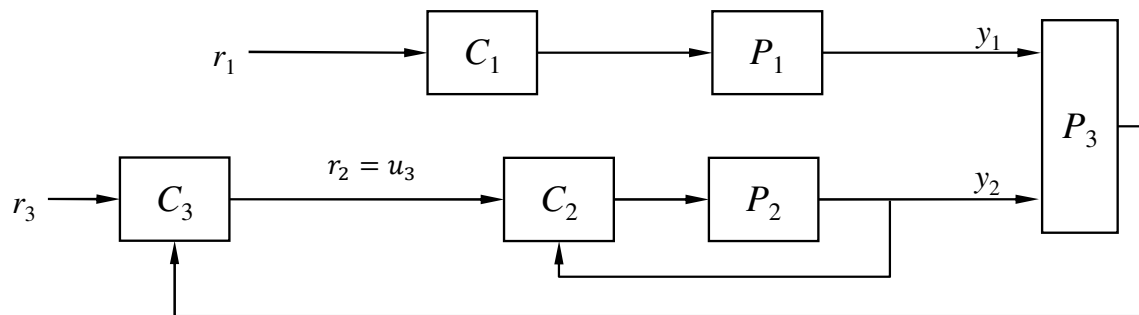 r₁
C₁
P₁
y₁
P₃
r₃
C₃
r₂ = u₃
C₂
P₂
y₂